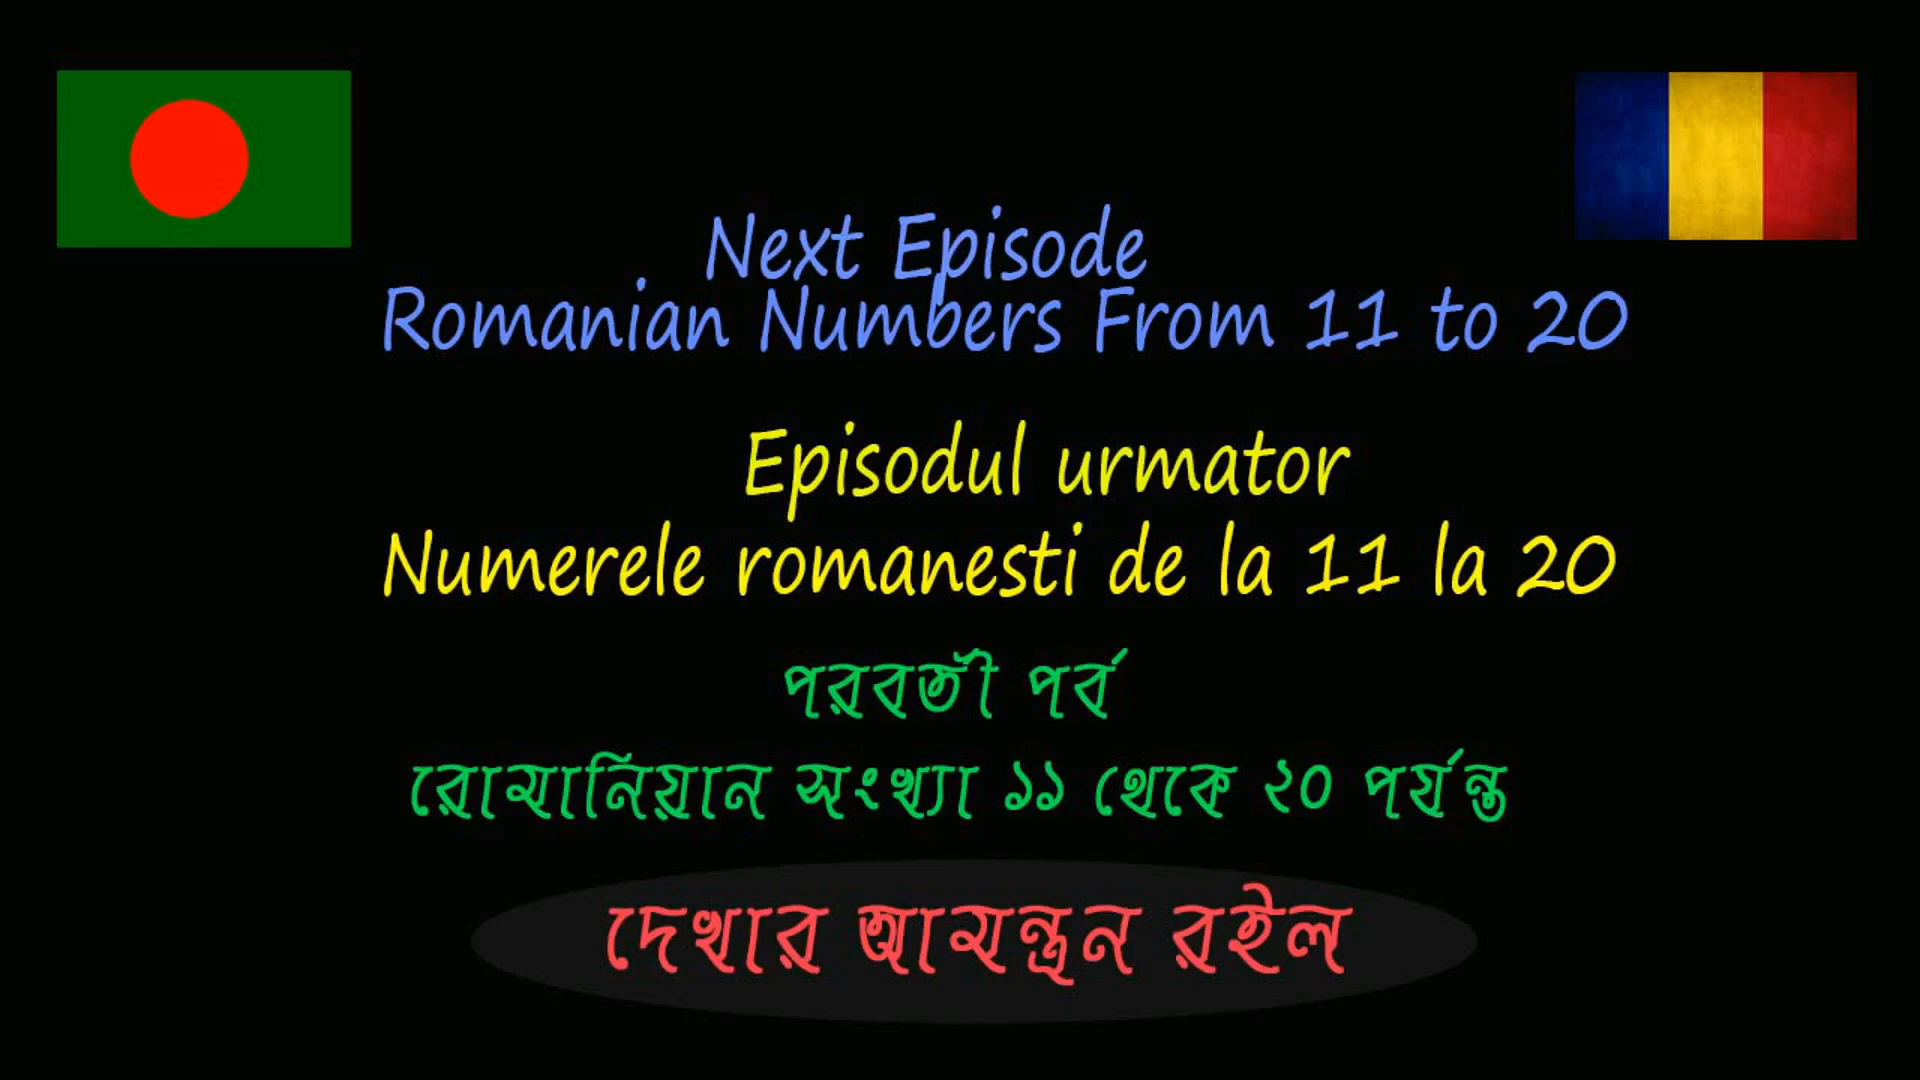 Next Episode
Romanian Numbers From 11 to 20
Episodul urmator
Numerele romanesti de la 11 la 20
পরবর্তী পর্ব
রোমানিয়ান সংখ্যা ১১ থেকে ২০ পর্যন্ত
দেখার আমন্ত্রন রইল